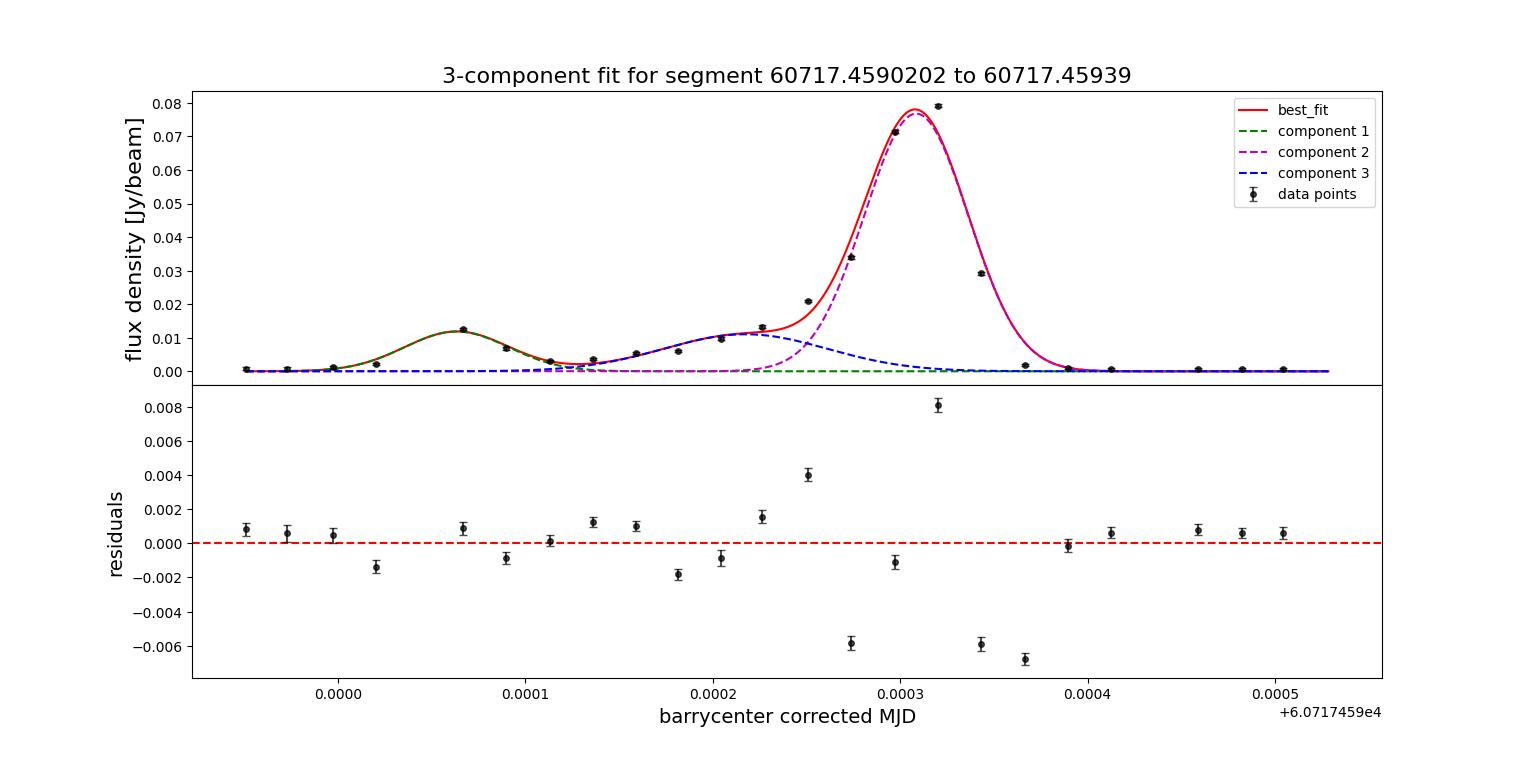 3-component fit for segment 60717.4590202 to 60717.45939
flux density [Jy/beam]
0.08
0.07
0.06
0.05
0.04
0.03
0.02
0.01
0.00
best_fit
component 1
component 2
component 3
data points
residuals
0.008
0.006
0.004
0.002
0.000
−0.002
−0.004
−0.006
0.0000 0.0001 0.0002 0.0003 0.0004 0.0005
barrycenter corrected MJD
+6.0717459e4